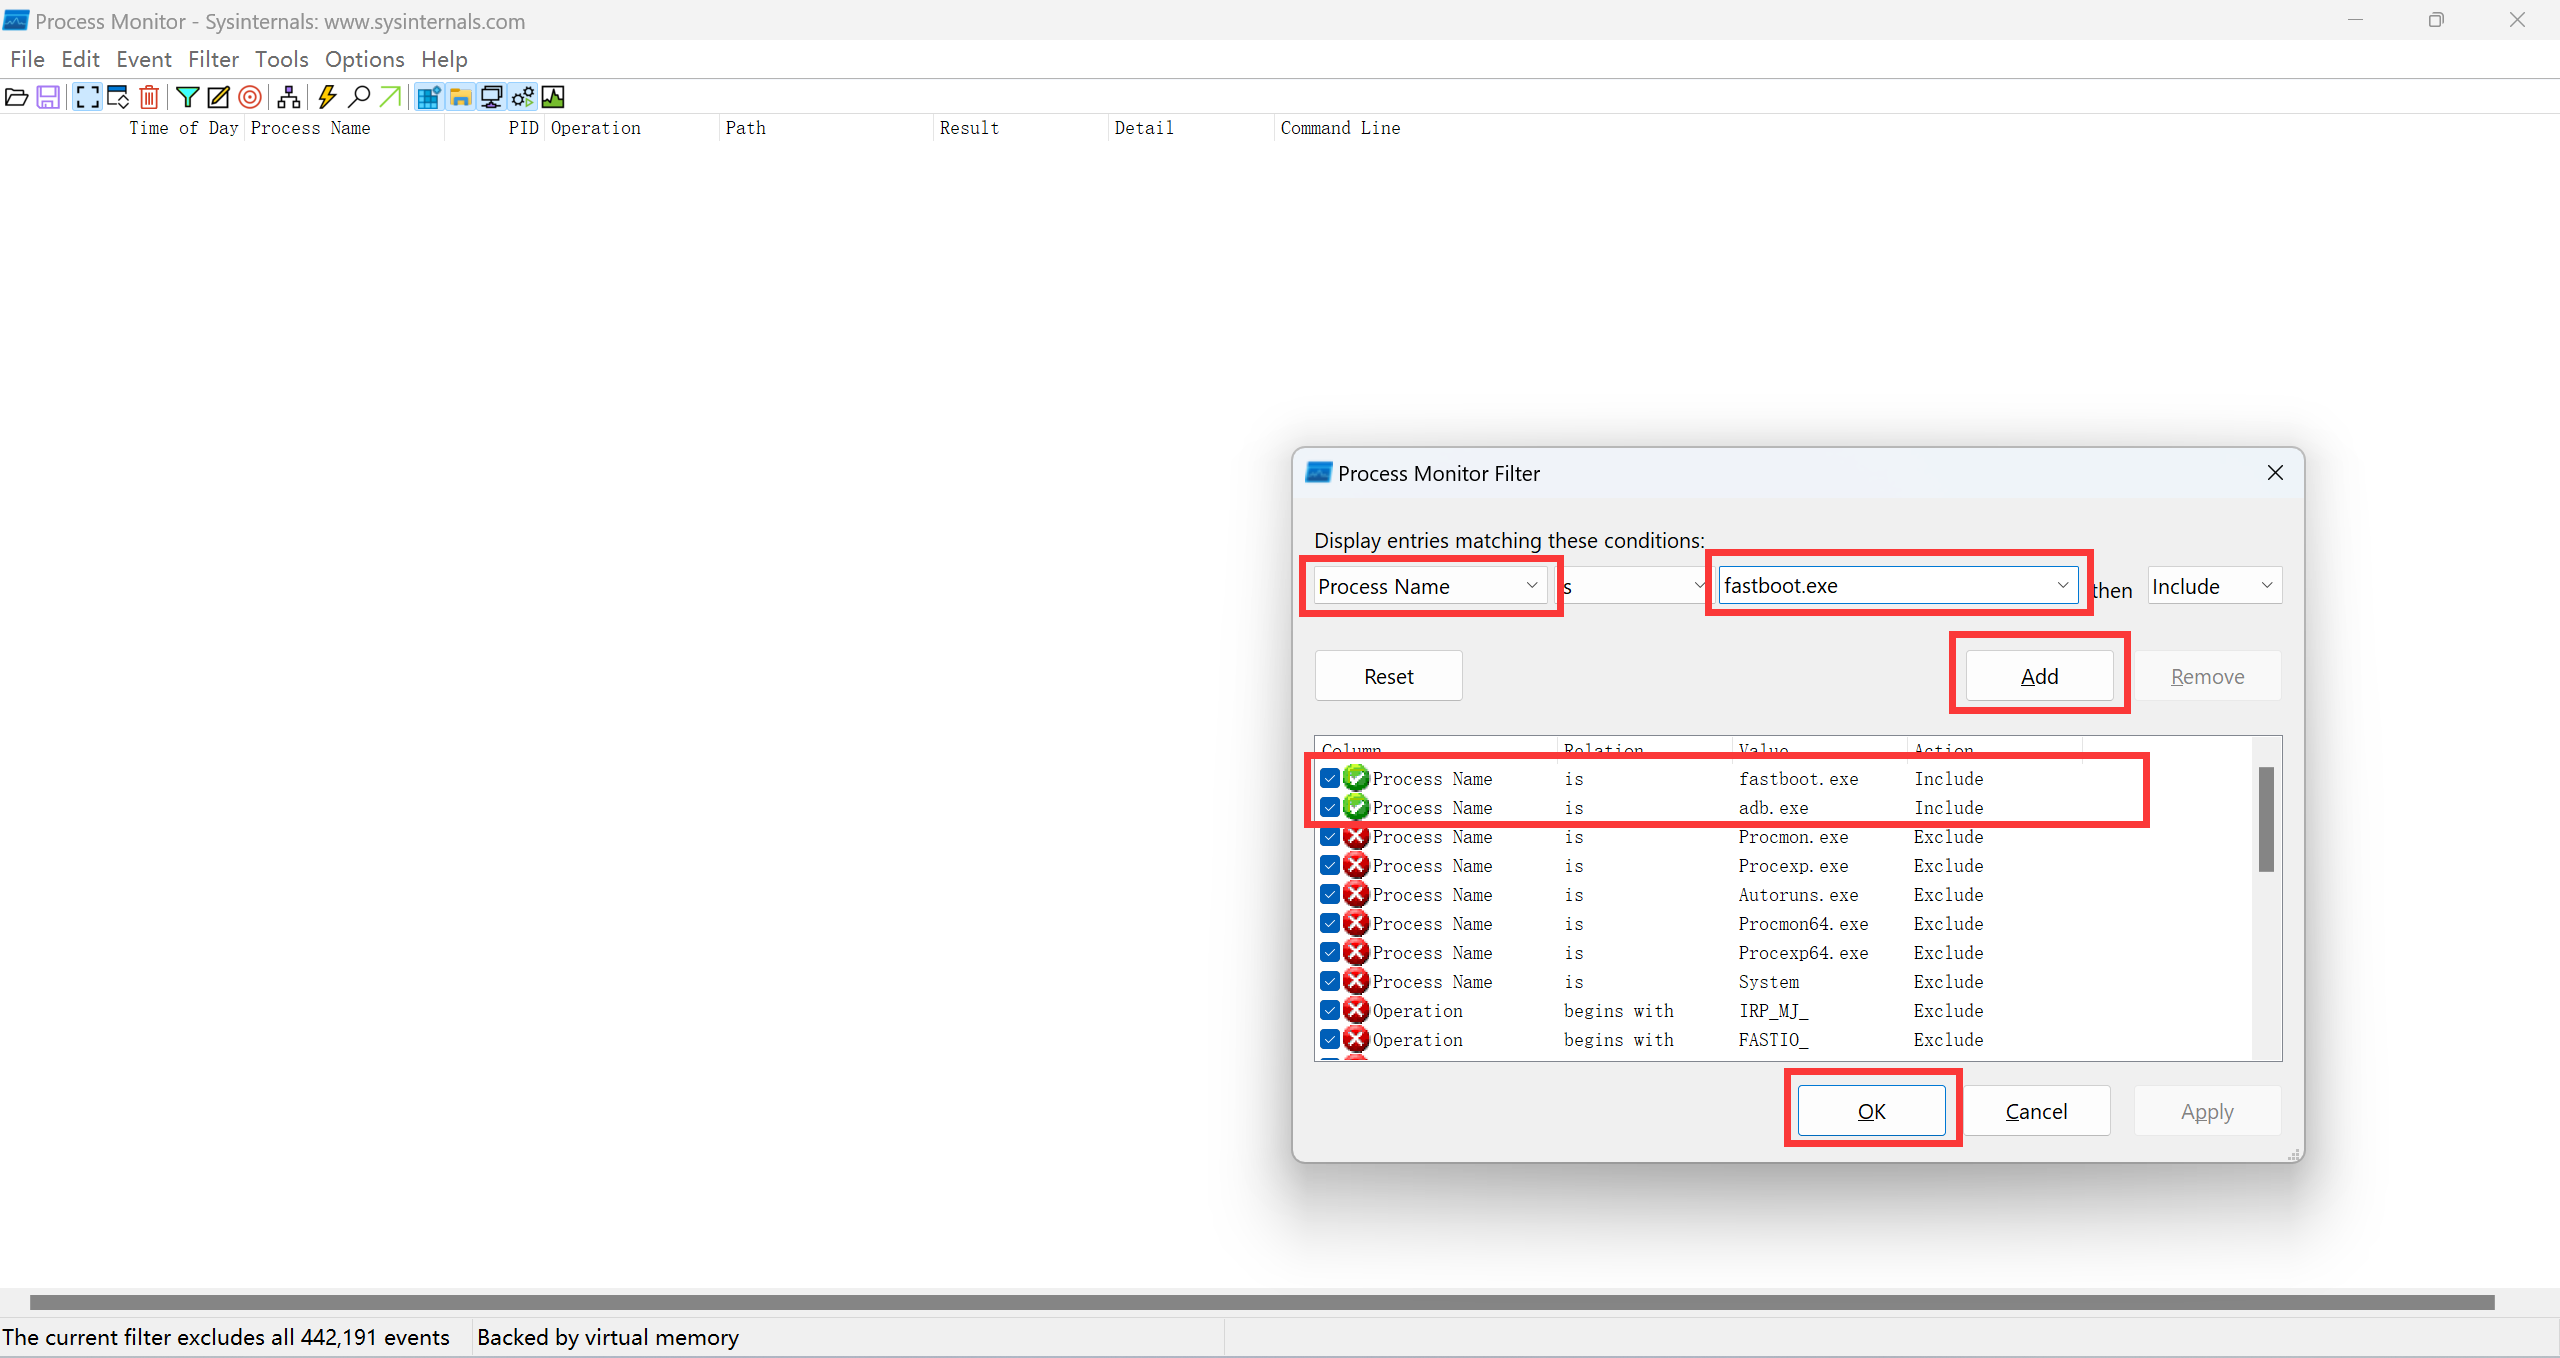 Process Monitor - Sysinternals: www.sysinternals.com
File Edit Event Filter Tools Options Help
Time of Day Process Name PID Operation Path Result Detail Command Line
Process Monitor Filter
Display entries matching these conditions:
Process Name s fastboot.exe then Include
Reset Add Remove
Column Relation Value Action
Process Name is fastboot.exe Include
Process Name is adb.exe Include
Process Name is Procmon.exe Exclude
Process Name is Procexp.exe Exclude
Process Name is Autoruns.exe Exclude
Process Name is Procmon64.exe Exclude
Process Name is Procexp64.exe Exclude
Process Name is System Exclude
Operation begins with IRP_MJ_ Exclude
Operation begins with FASTIO_ Exclude
OK Cancel Apply
The current filter excludes all 442,191 events Backed by virtual memory